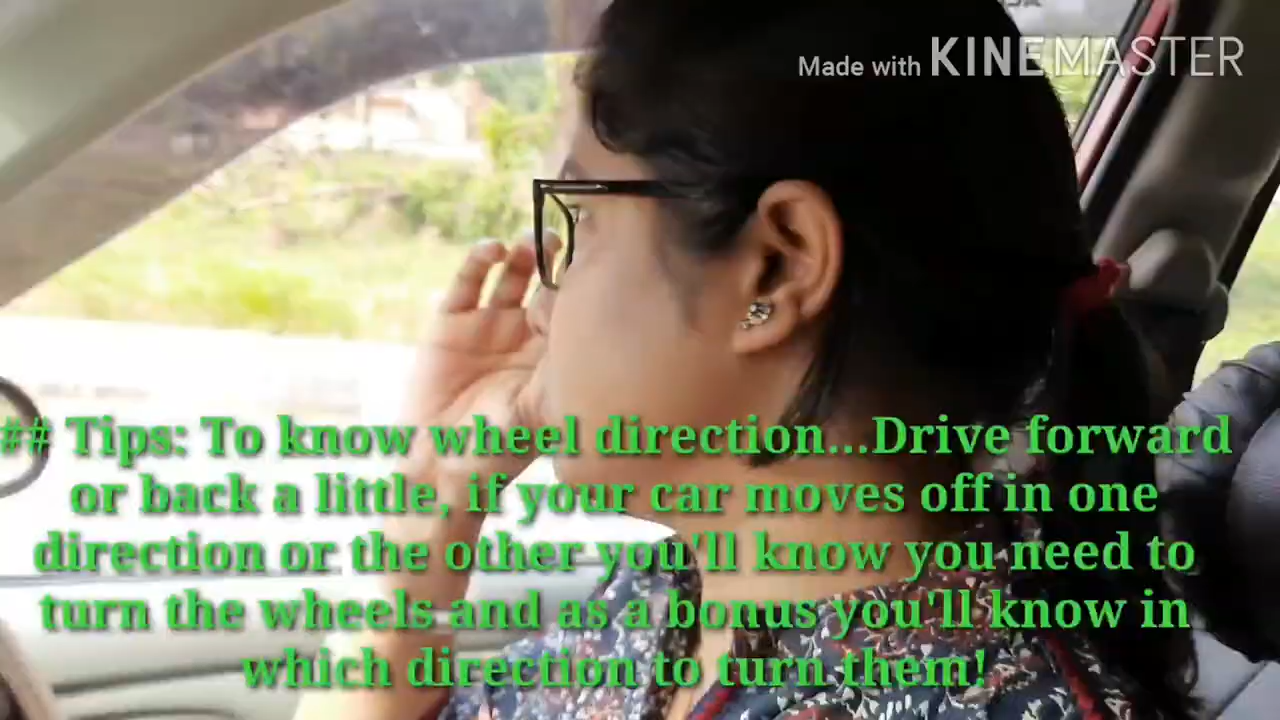 Made with KINEMASTER
## Tips: To know wheel direction...Drive forward
or back a little, if your car moves off in one
direction or the other you'll know you need to
turn the wheels and as a bonus you'll know in
which direction to turn them!